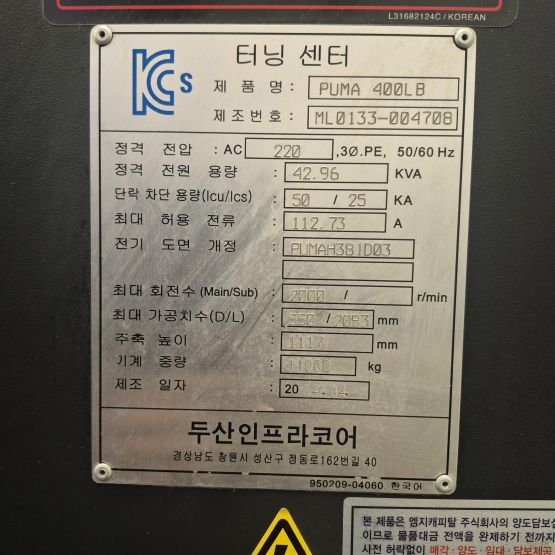 L31682124C / KOREAN
KCs
터닝 센터
제 품 명 : PUMA 400LB
제조번호 : ML0133-004708
정격 전압 : AC 220 ,3Ø.PE, 50/60 Hz
정격 전원 용량 : 42.96 KVA
단락 차단 용량(Icu/Ics) : 50 / 25 KA
최대 허용 전류 : 112.73 A
전기 도면 개정 : PUMAH381D03
최대 회전수 (Main/Sub) : 2000 / r/min
최대 가공치수(D/L) : 550 / 2093 mm
주축 높이 : 1117 mm
기계 중량 : kg
제조 일자 : 20 14.04.
두산인프라코어
경상남도 창원시 성산구 정동로162번길 40
950209-04060 한국어
본 제품은 엠지캐피탈 주식회사의 양도담보
이므로 물품대금 전액을 완제하기 전까지
사전 허락없이 매각·양도·임대·담보제공